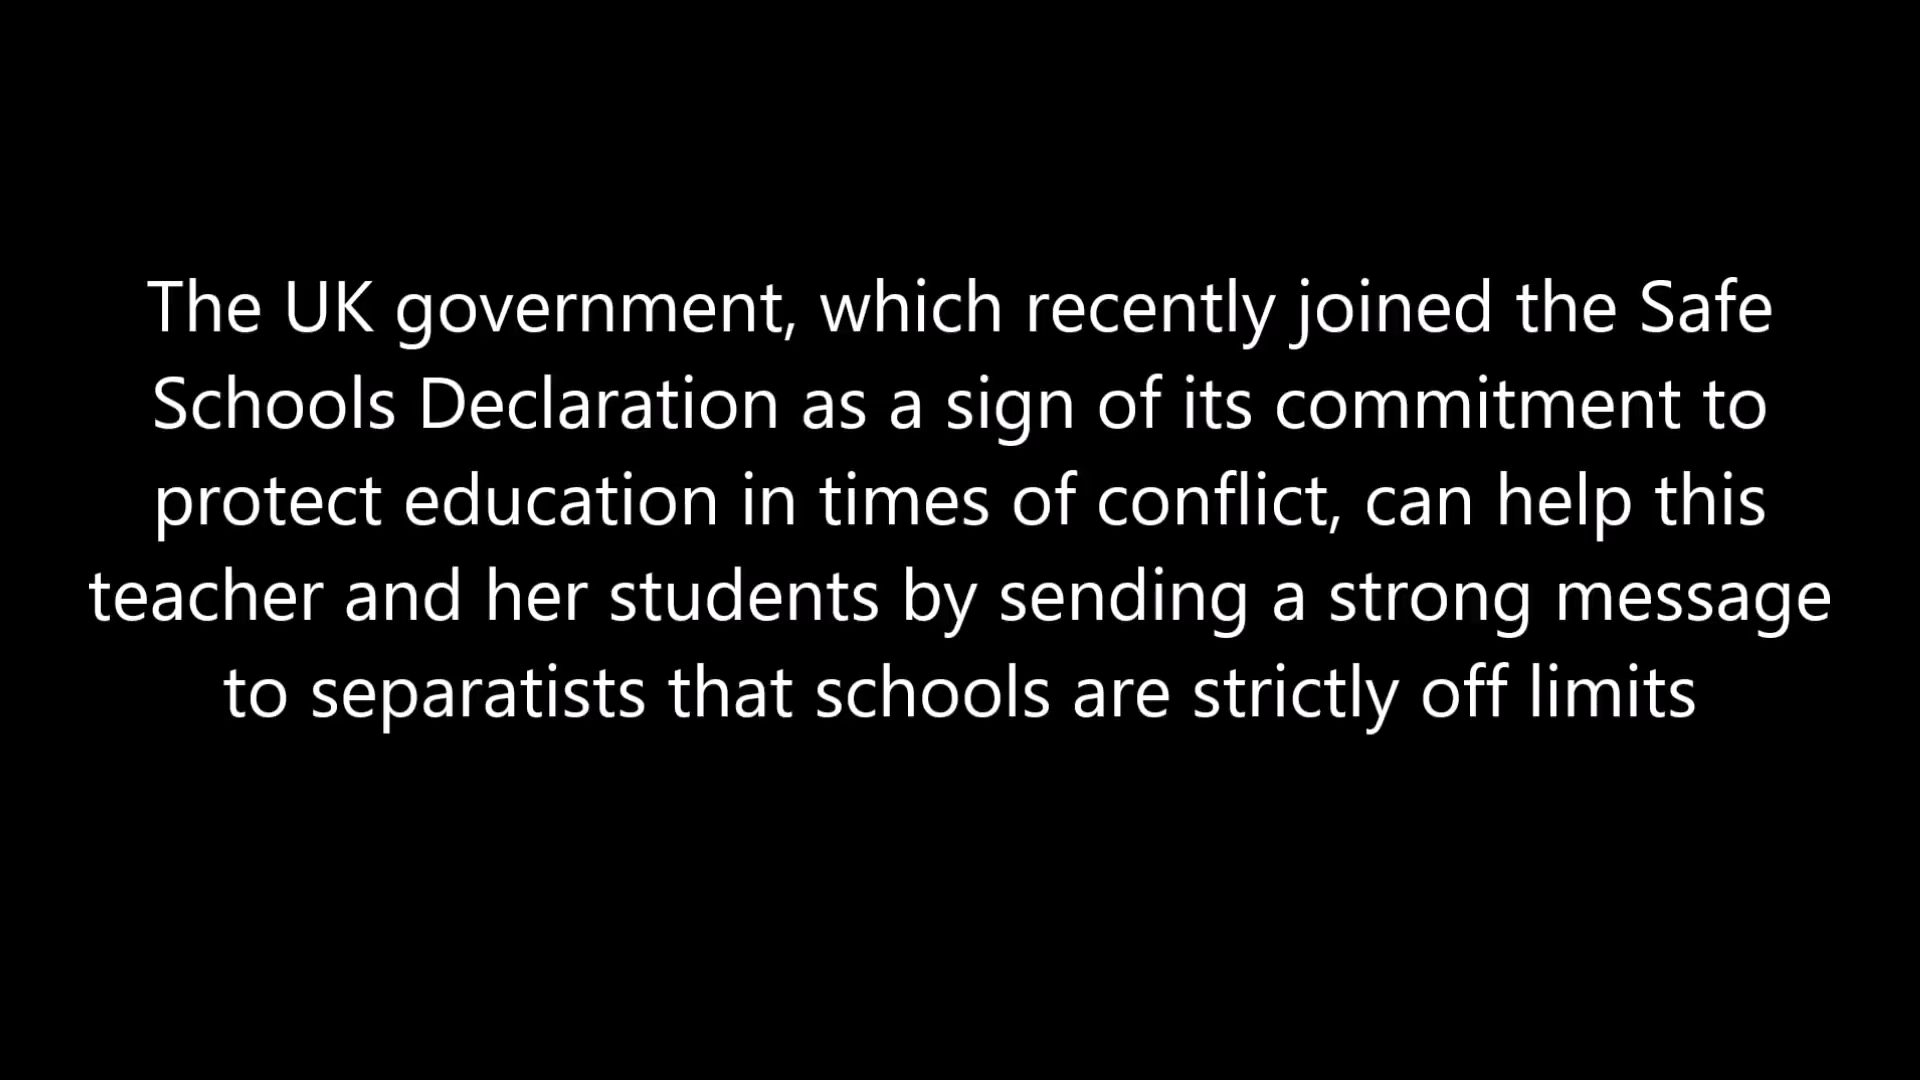 The UK government, which recently joined the Safe
Schools Declaration as a sign of its commitment to
protect education in times of conflict, can help this
teacher and her students by sending a strong message
to separatists that schools are strictly off limits